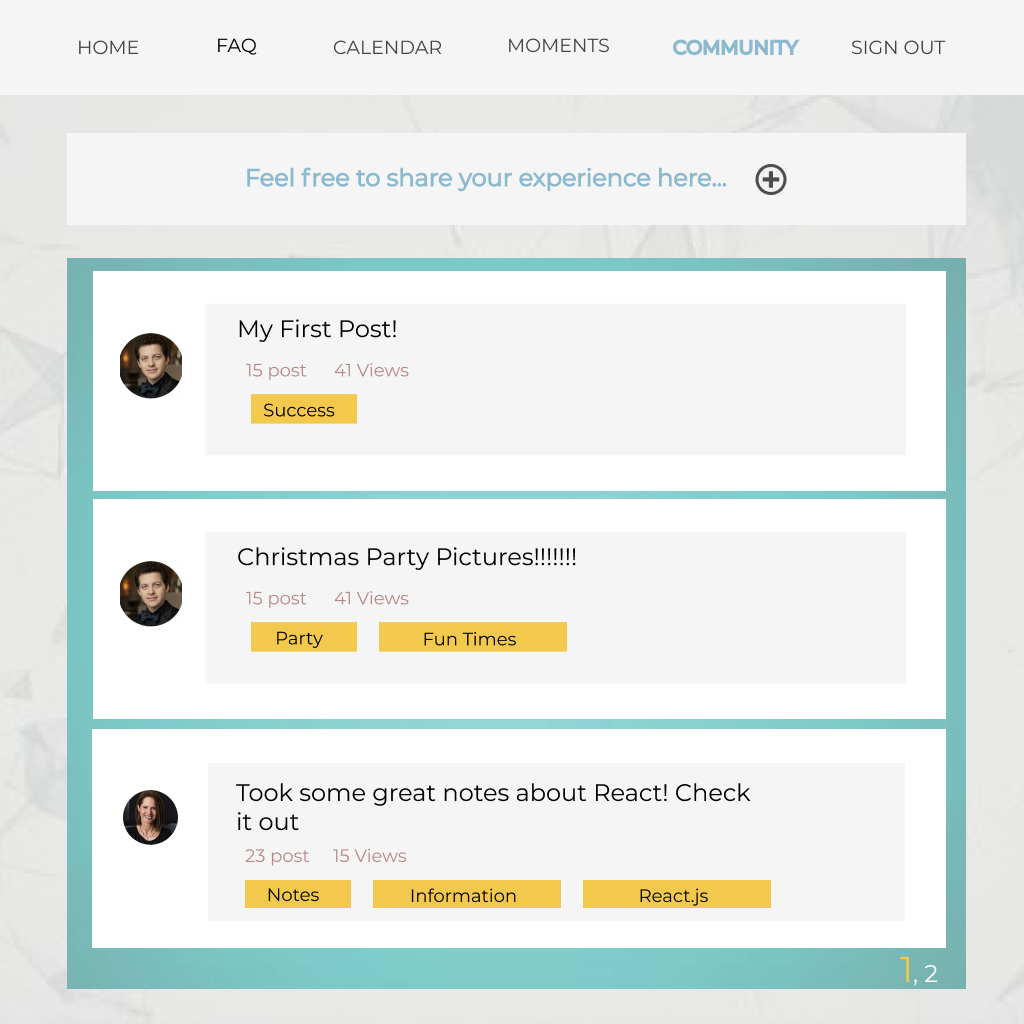 HOME FAQ CALENDAR MOMENTS COMMUNITY SIGN OUT
Feel free to share your experience here...
My First Post!
15 post 41 Views
Success
Christmas Party Pictures!!!!!!!
15 post 41 Views
Party Fun Times
Took some great notes about React! Check
it out
23 post 15 Views
Notes Information React.js
1, 2